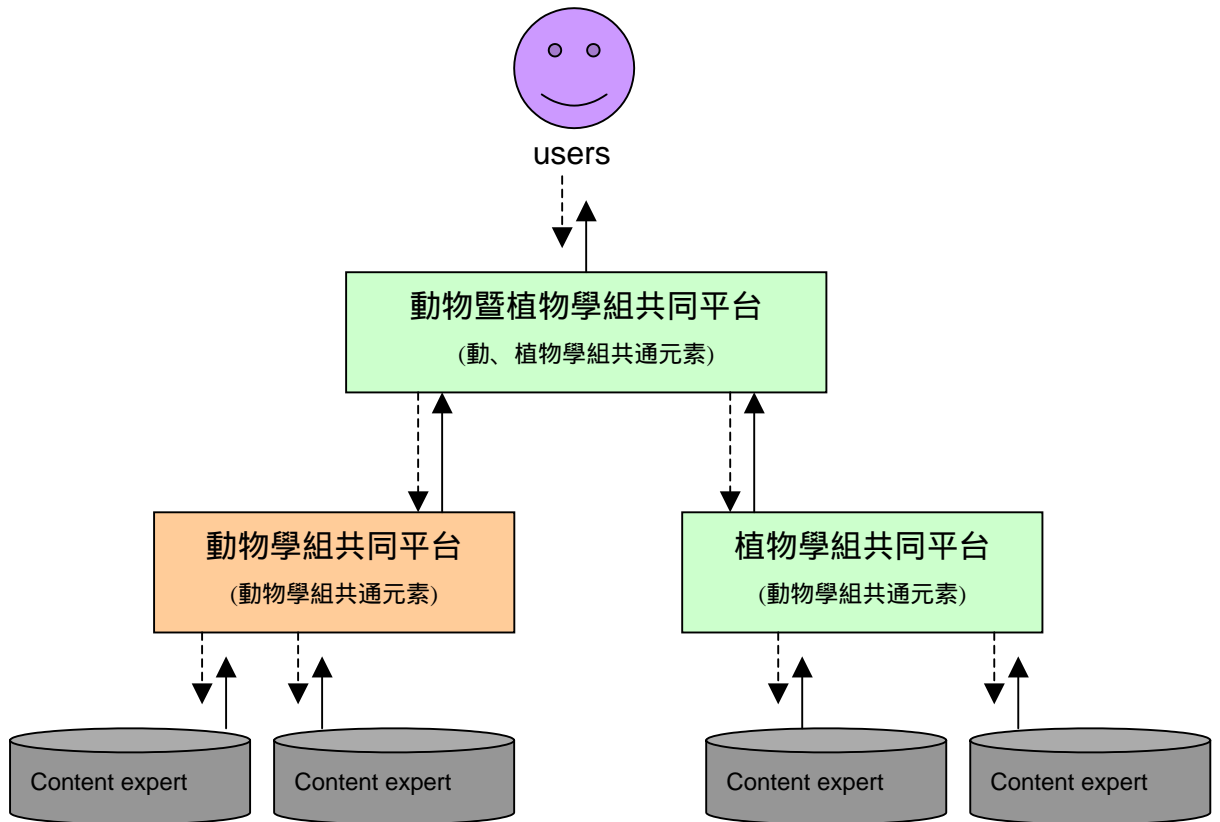 users
動物暨植物學組共同平台
(動、植物學組共通元素)
動物學組共同平台
(動物學組共通元素)
植物學組共同平台
(動物學組共通元素)
Content expert
Content expert
Content expert
Content expert